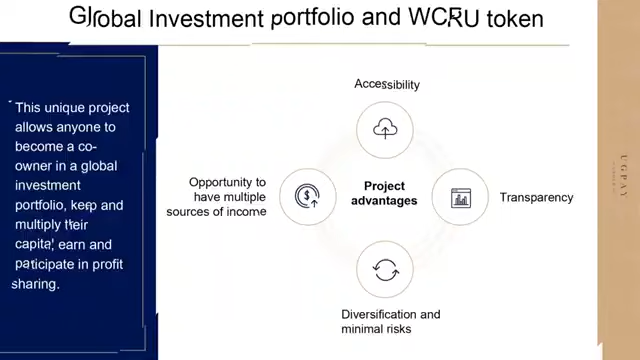 Global Investment portfolio and WCRU token
This unique project
allows anyone to
become a co-
owner in a global
investment
portfolio, keep and
multiply their
capital, earn and
participate in profit
sharing.
Accessibility
Opportunity to
have multiple
sources of income
Project
advantages
Transparency
Diversification and
minimal risks
UGPAY